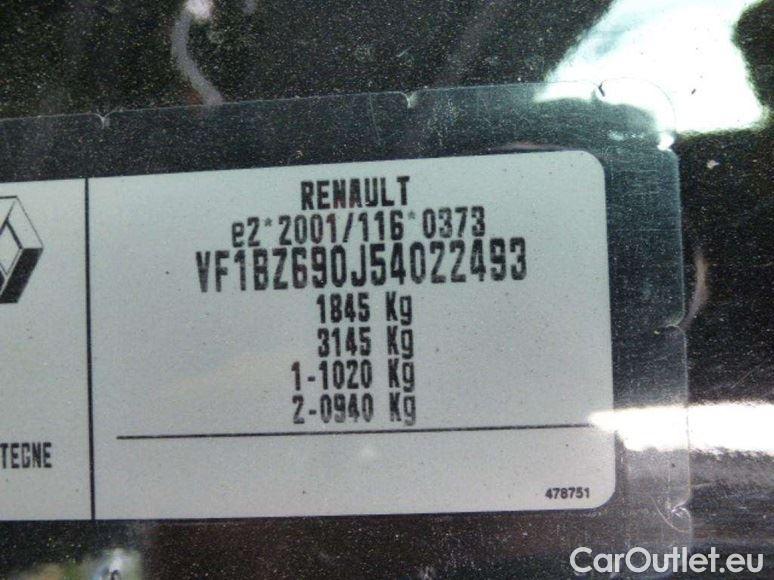 RENAULT
e2*2001/116*0373
VF1BZ690J54022493
1845 Kg
3145 Kg
1-1020 Kg
2-0940 Kg
TEGNE
478751
CarOutlet.eu